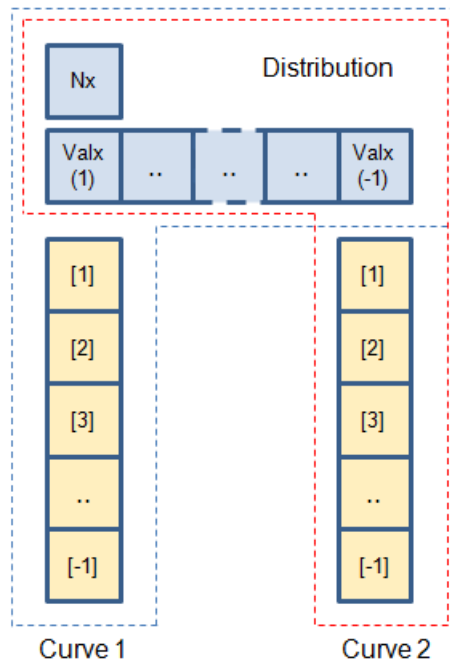 Distribution
Nx
Valx (1)
..
..
..
Valx (-1)
[1]
[2]
[3]
..
[-1]
[1]
[2]
[3]
..
[-1]
Curve 1
Curve 2